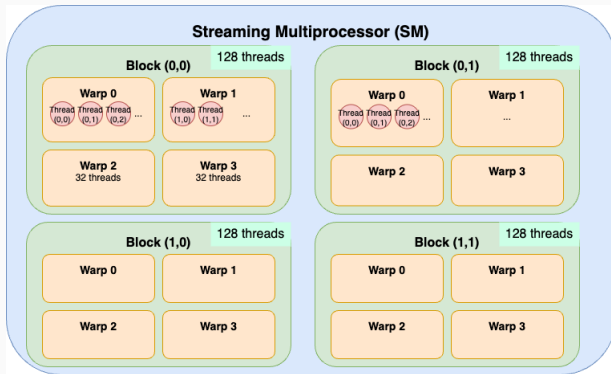 Streaming Multiprocessor (SM)
Block (0,0)
128 threads
Warp 0
Thread (0,0)
Thread (0,1)
Thread (0,2)
...
Warp 1
Thread (1,0)
Thread (1,1)
...
Warp 2
32 threads
Warp 3
32 threads
Block (0,1)
128 threads
Warp 0
Thread (0,0)
Thread (0,1)
Thread (0,2)
...
Warp 1
...
Warp 2
Warp 3
Block (1,0)
128 threads
Warp 0
Warp 1
Warp 2
Warp 3
Block (1,1)
128 threads
Warp 0
Warp 1
Warp 2
Warp 3